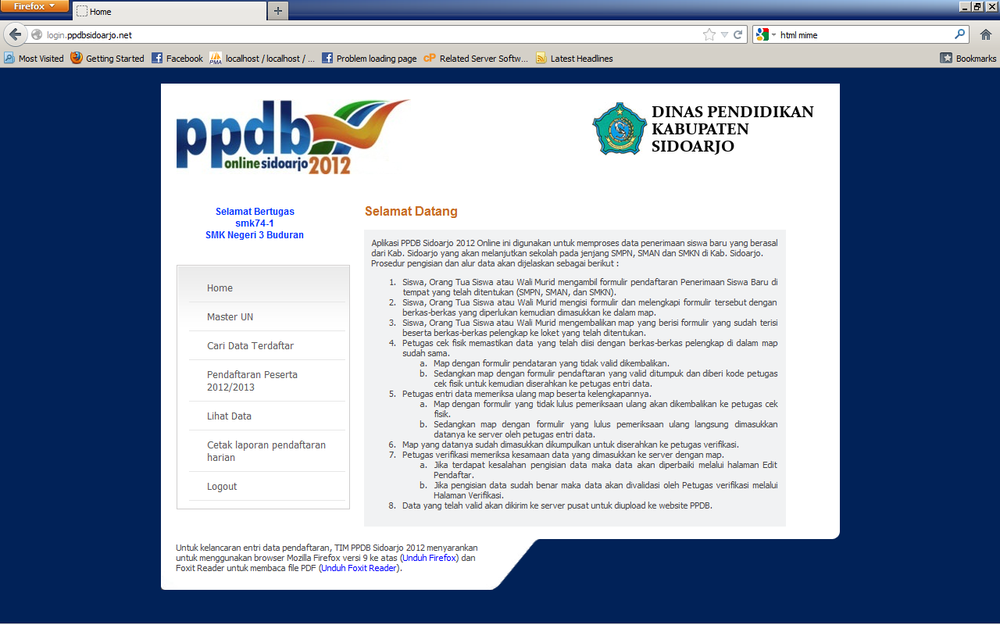 Firefox
Home
login.ppdbsidoarjo.net
html mime
Most Visited
Getting Started
Facebook
PMA
localhost / localhost / ...
Problem loading page
cP
Related Server Softw...
Latest Headlines
Bookmarks
ppdb
onlinesidoarjo2012
DINAS PENDIDIKAN
KABUPATEN
SIDOARJO
Selamat Bertugas
smk74-1
SMK Negeri 3 Buduran
Home
Master UN
Cari Data Terdaftar
Pendaftaran Peserta
2012/2013
Lihat Data
Cetak laporan pendaftaran
harian
Logout
Selamat Datang
Aplikasi PPDB Sidoarjo 2012 Online ini digunakan untuk memproses data penerimaan siswa baru yang berasal
dari Kab. Sidoarjo yang akan melanjutkan sekolah pada jenjang SMPN, SMAN dan SMKN di Kab. Sidoarjo.
Prosedur pengisian dan alur data akan dijelaskan sebagai berikut :
1. Siswa, Orang Tua Siswa atau Wali Murid mengambil formulir pendaftaran Penerimaan Siswa Baru di
tempat yang telah ditentukan (SMPN, SMAN, dan SMKN).
2. Siswa, Orang Tua Siswa atau Wali Murid mengisi formulir dan melengkapi formulir tersebut dengan
berkas-berkas yang diperlukan kemudian dimasukkan ke dalam map.
3. Siswa, Orang Tua Siswa atau Wali Murid mengembalikan map yang berisi formulir yang sudah terisi
beserta berkas-berkas pelengkap ke loket yang telah ditentukan.
4. Petugas cek fisik memastikan data yang telah diisi dengan berkas-berkas pelengkap di dalam map
sudah sama.
a. Map dengan formulir pendataran yang tidak valid dikembalikan.
b. Sedangkan map dengan formulir pendaftaran yang valid ditumpuk dan diberi kode petugas
cek fisik untuk kemudian diserahkan ke petugas entri data.
5. Petugas entri data memeriksa ulang map beserta kelengkapannya.
a. Map dengan formulir yang tidak lulus pemeriksaan ulang akan dikembalikan ke petugas cek
fisik.
b. Sedangkan map dengan formulir yang lulus pemeriksaan ulang langsung dimasukkan
datanya ke server oleh petugas entri data.
6. Map yang datanya sudah dimasukkan dikumpulkan untuk diserahkan ke petugas verifikasi.
7. Petugas verifikasi memeriksa kesamaan data yang dimasukkan ke server dengan map.
a. Jika terdapat kesalahan pengisian data maka data akan diperbaiki melalui halaman Edit
Pendaftar.
b. Jika pengisian data sudah benar maka data akan divalidasi oleh Petugas verifikasi melalui
Halaman Verifikasi.
8. Data yang telah valid akan dikirim ke server pusat untuk diupload ke website PPDB.
Untuk kelancaran entri data pendaftaran, TIM PPDB Sidoarjo 2012 menyarankan
untuk menggunakan browser Mozilla Firefox versi 9 ke atas (Unduh Firefox) dan
Foxit Reader untuk membaca file PDF (Unduh Foxit Reader).